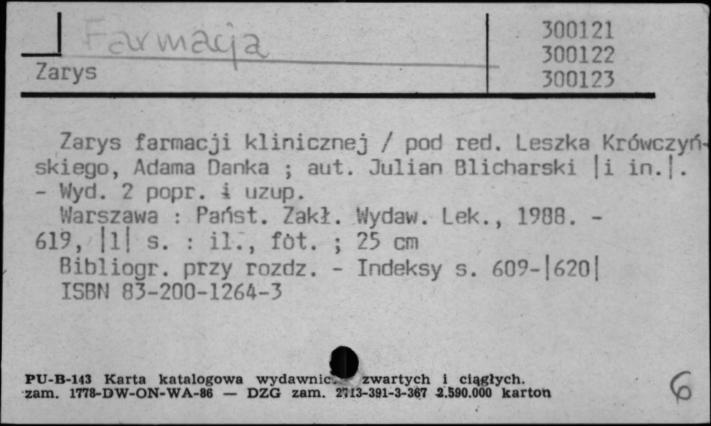 Farmacja
300121
300122
Zarys
300123
Zarys farmacji klinicznej / pod red. Leszka Krówczyń-
skiego, Adama Danka ; aut. Julian Blicharski |i in.|.
- Wyd. 2 popr. i uzup.
Warszawa : Państ. Zakł. Wydaw. Lek., 1988. -
619, |1| s. : il., fot. ; 25 cm
Bibliogr. przy rozdz. - Indeksy s. 609-|620|
ISBN 83-200-1264-3
PU-B-143 Karta katalogowa wydawnic zwartych i ciągłych.
zam. 1778-DW-ON-WA-86 — DZG zam. 2713-391-3-367 2.590.000 karton
6